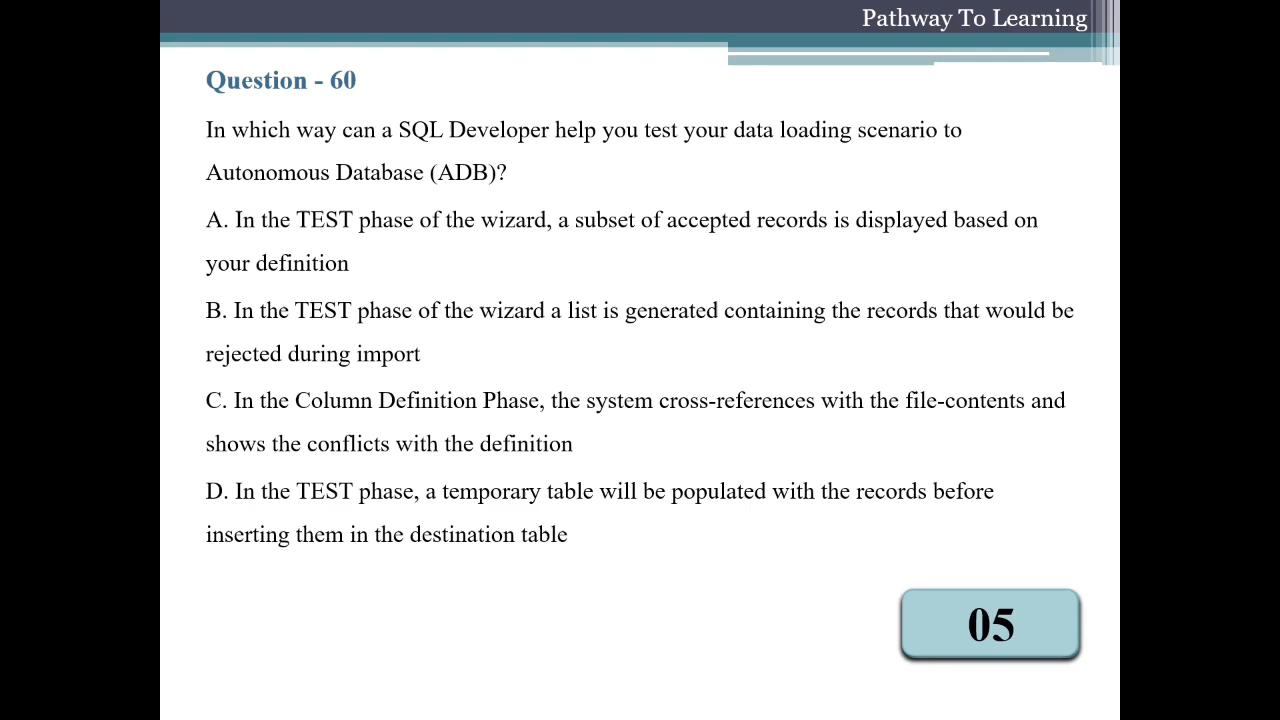 Pathway To Learning
Question - 60
In which way can a SQL Developer help you test your data loading scenario to
Autonomous Database (ADB)?
A. In the TEST phase of the wizard, a subset of accepted records is displayed based on
your definition
B. In the TEST phase of the wizard a list is generated containing the records that would be
rejected during import
C. In the Column Definition Phase, the system cross-references with the file-contents and
shows the conflicts with the definition
D. In the TEST phase, a temporary table will be populated with the records before
inserting them in the destination table
05